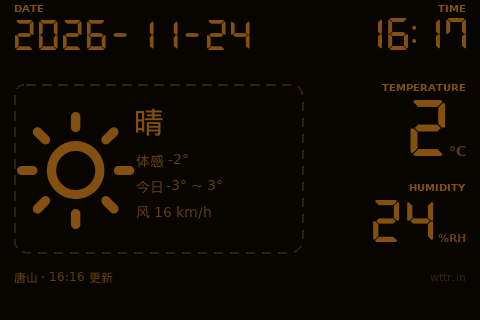 DATE
TIME
2026-11-24
16:17
TEMPERATURE
2 °C
晴
体感 -2°
今日 -3° ~ 3°
风 16 km/h
HUMIDITY
24 %RH
唐山 · 16:16 更新
wttr.in